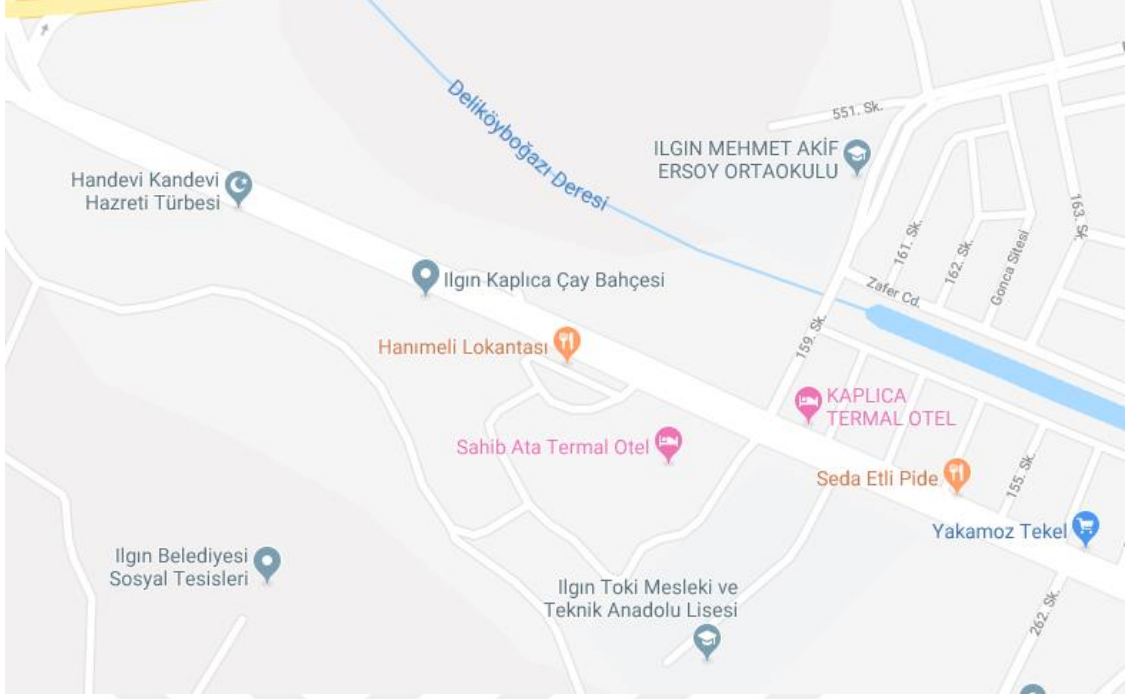 551. Sk.
Deliköyboğazı Deresi
ILGIN MEHMET AKİF
ERSOY ORTAOKULU
Handevi Kandevi
Hazreti Türbesi
163. Sk.
161. Sk.
162. Sk.
Gonca Sitesi
Ilgın Kaplıca Çay Bahçesi
Zafer Cd.
159. Sk.
Hanımeli Lokantası
KAPLICA
TERMAL OTEL
Sahib Ata Termal Otel
Seda Etli Pide
155. Sk.
Yakamoz Tekel
Ilgın Belediyesi
Sosyal Tesisleri
Ilgın Toki Mesleki ve
Teknik Anadolu Lisesi
262. Sk.